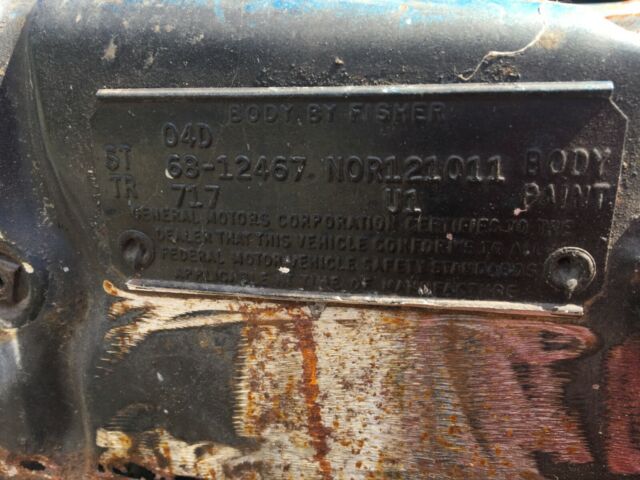 BODY BY FISHER
04D
ST 68-12467 NOR121011 BODY
TR 717 U1 PAINT
GENERAL MOTORS CORPORATION CERTIFIES TO THE
DEALER THAT THIS VEHICLE CONFORMS TO ALL
FEDERAL MOTOR VEHICLE SAFETY STANDARDS
APPLICABLE AT TIME OF MANUFACTURE